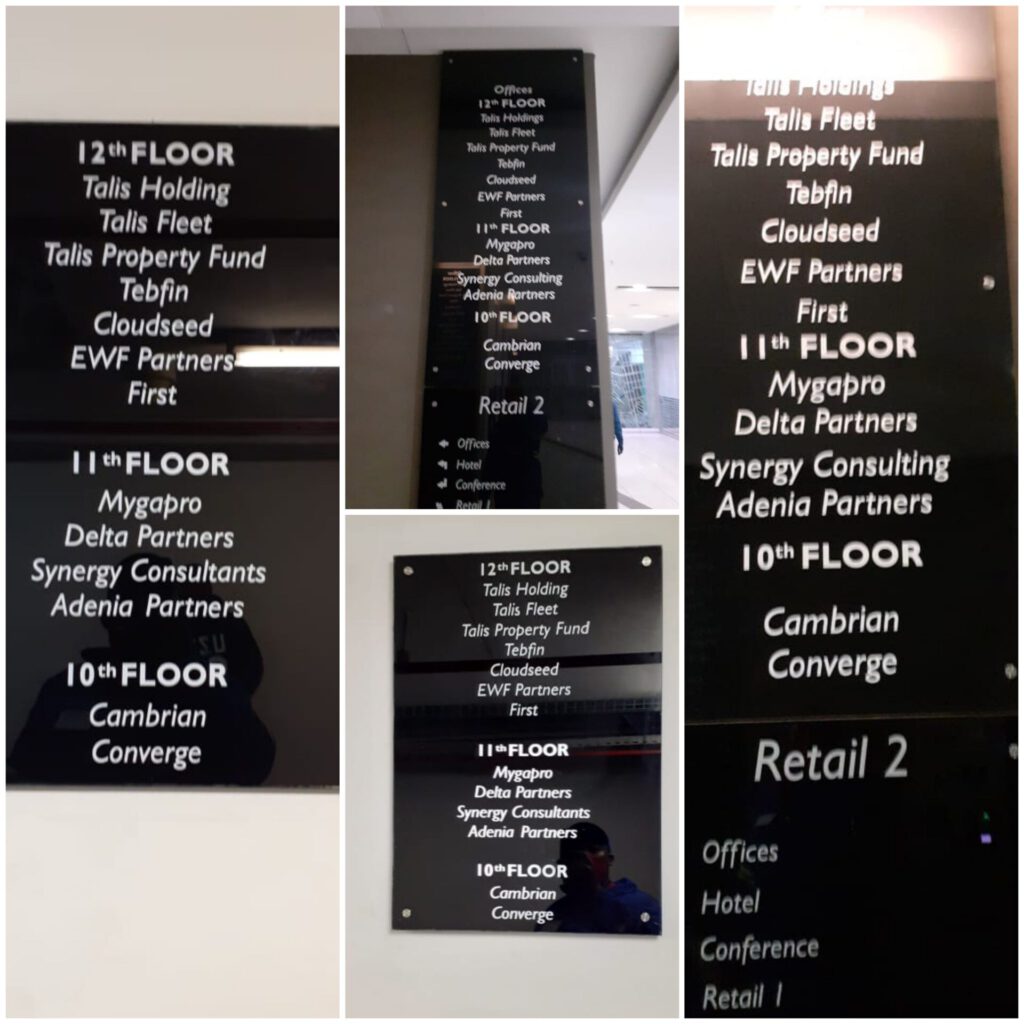 12th FLOOR
Talis Holding
Talis Fleet
Talis Property Fund
Tebfin
Cloudseed
EWF Partners
First
11th FLOOR
Mygapro
Delta Partners
Synergy Consultants
Adenia Partners
10th FLOOR
Cambrian
Converge
Offices
12th FLOOR
Talis Holdings
Talis Fleet
Talis Property Fund
Tebfin
Cloudseed
EWF Partners
First
11th FLOOR
Mygapro
Delta Partners
Synergy Consulting
Adenia Partners
10th FLOOR
Cambrian
Converge
Retail 2
Offices
Hotel
Conference
Retail 1
12th FLOOR
Talis Holding
Talis Fleet
Talis Property Fund
Tebfin
Cloudseed
EWF Partners
First
11th FLOOR
Mygapro
Delta Partners
Synergy Consultants
Adenia Partners
10th FLOOR
Cambrian
Converge
Talis Holdings
Talis Fleet
Talis Property Fund
Tebfin
Cloudseed
EWF Partners
First
11th FLOOR
Mygapro
Delta Partners
Synergy Consulting
Adenia Partners
10th FLOOR
Cambrian
Converge
Retail 2
Offices
Hotel
Conference
Retail 1